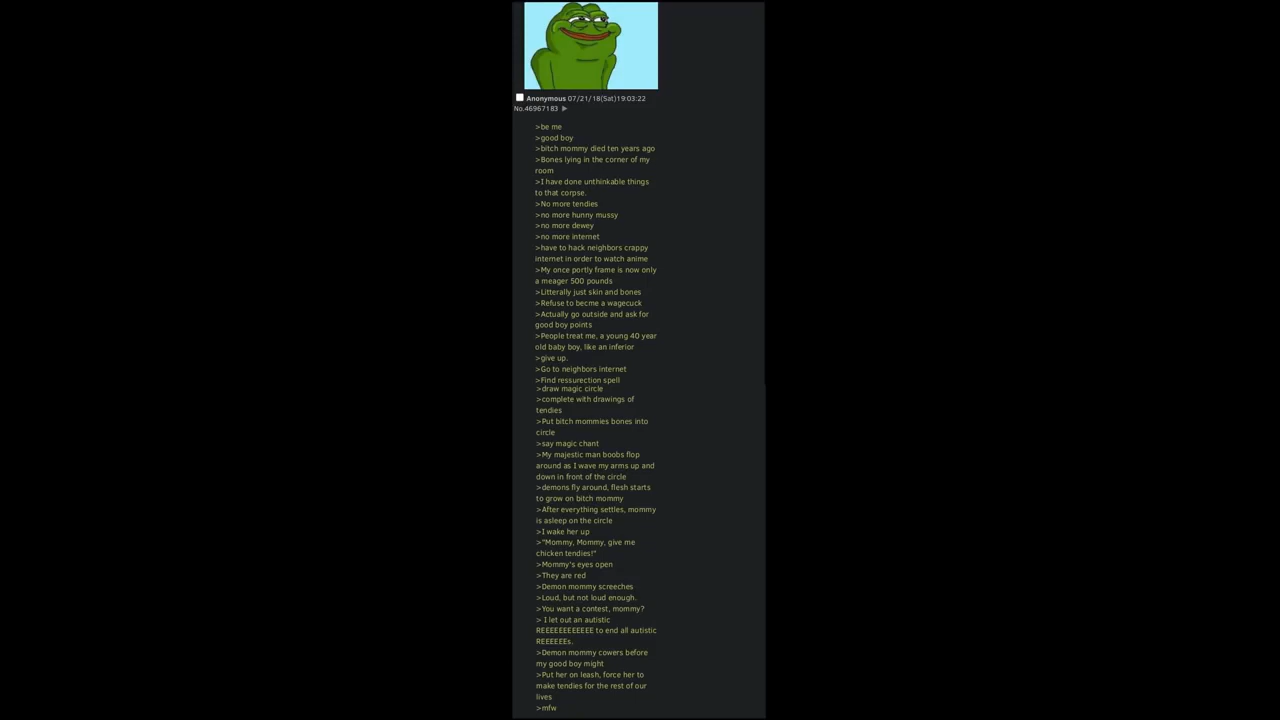 Anonymous 07/21/18(Sat)19:03:22
No.46967183 ▶
>be me
>good boy
>bitch mommy died ten years ago
>Bones lying in the corner of my
room
>I have done unthinkable things
to that corpse.
>No more tendies
>no more hunny mussy
>no more dewey
>no more internet
>have to hack neighbors crappy
internet in order to watch anime
>My once portly frame is now only
a meager 500 pounds
>Litterally just skin and bones
>Refuse to becme a wagecuck
>Actually go outside and ask for
good boy points
>People treat me, a young 40 year
old baby boy, like an inferior
>give up.
>Go to neighbors internet
>Find ressurection spell
>draw magic circle
>complete with drawings of
tendies
>Put bitch mommies bones into
circle
>say magic chant
>My majestic man boobs flop
around as I wave my arms up and
down in front of the circle
>demons fly around, flesh starts
to grow on bitch mommy
>After everything settles, mommy
is asleep on the circle
>I wake her up
>"Mommy, Mommy, give me
chicken tendies!"
>Mommy's eyes open
>They are red
>Demon mommy screeches
>Loud, but not loud enough.
>You want a contest, mommy?
> I let out an autistic
REEEEEEEEEEEE to end all autistic
REEEEEEs.
>Demon mommy cowers before
my good boy might
>Put her on leash, force her to
make tendies for the rest of our
lives
>mfw